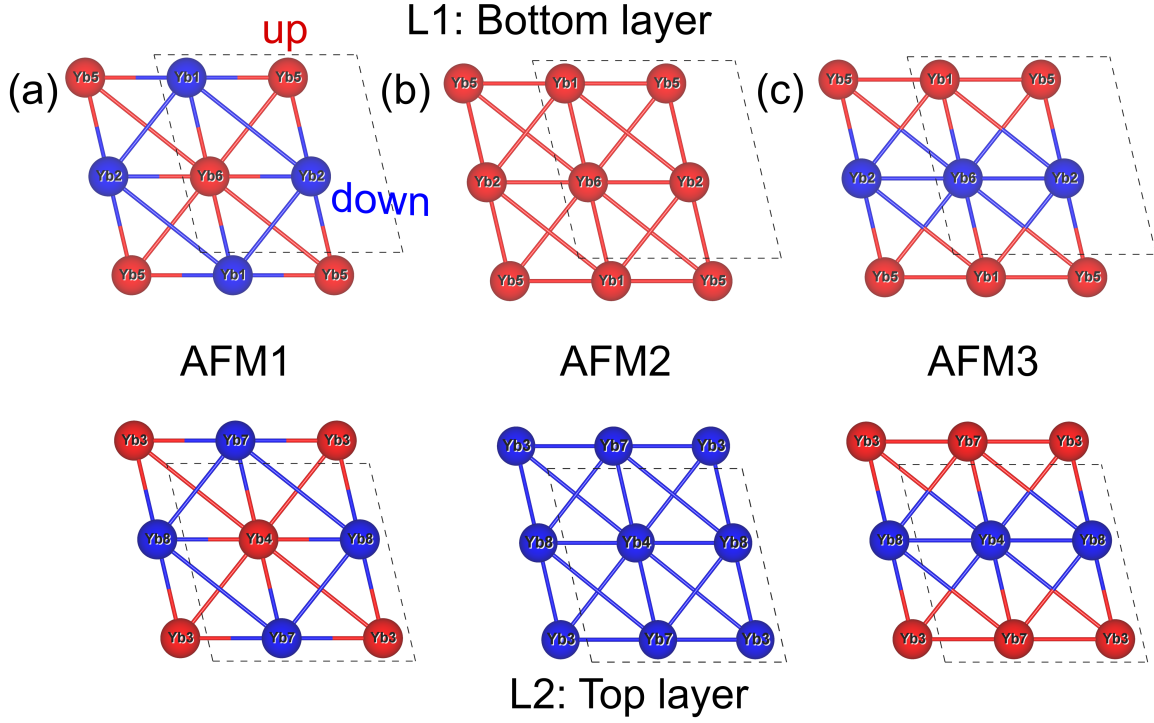 L1: Bottom layer
up
(a) (b) (c)
Yb5 Yb1 Yb5 Yb5 Yb1 Yb5 Yb5 Yb1 Yb5
Yb2 Yb6 Yb2 Yb2 Yb6 Yb2 Yb2 Yb6 Yb2
down
Yb5 Yb1 Yb5 Yb5 Yb1 Yb5 Yb5 Yb1 Yb5
AFM1 AFM2 AFM3
Yb3 Yb7 Yb3 Yb3 Yb7 Yb3 Yb3 Yb7 Yb3
Yb8 Yb4 Yb8 Yb8 Yb4 Yb8 Yb8 Yb4 Yb8
Yb3 Yb7 Yb3 Yb3 Yb7 Yb3 Yb3 Yb7 Yb3
L2: Top layer